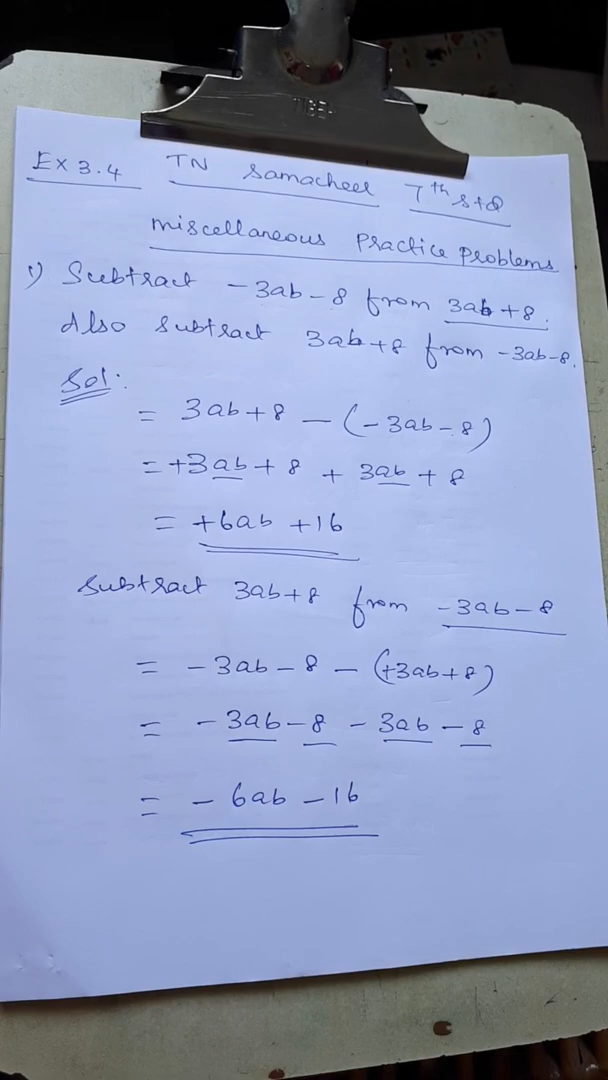 TIGER
Ex 3.4 TN Samacheer 7th std
miscellaneous Practice Problems
1) Subtract -3ab-8 from 3ab+8.
Also subtract 3ab+8 from -3ab-8.
Sol:
= 3ab+8 - (-3ab-8)
= +3ab+8 + 3ab+8
= +6ab +16
Subtract 3ab+8 from -3ab-8
= -3ab-8 - (+3ab+8)
= -3ab-8 -3ab-8
= -6ab-16